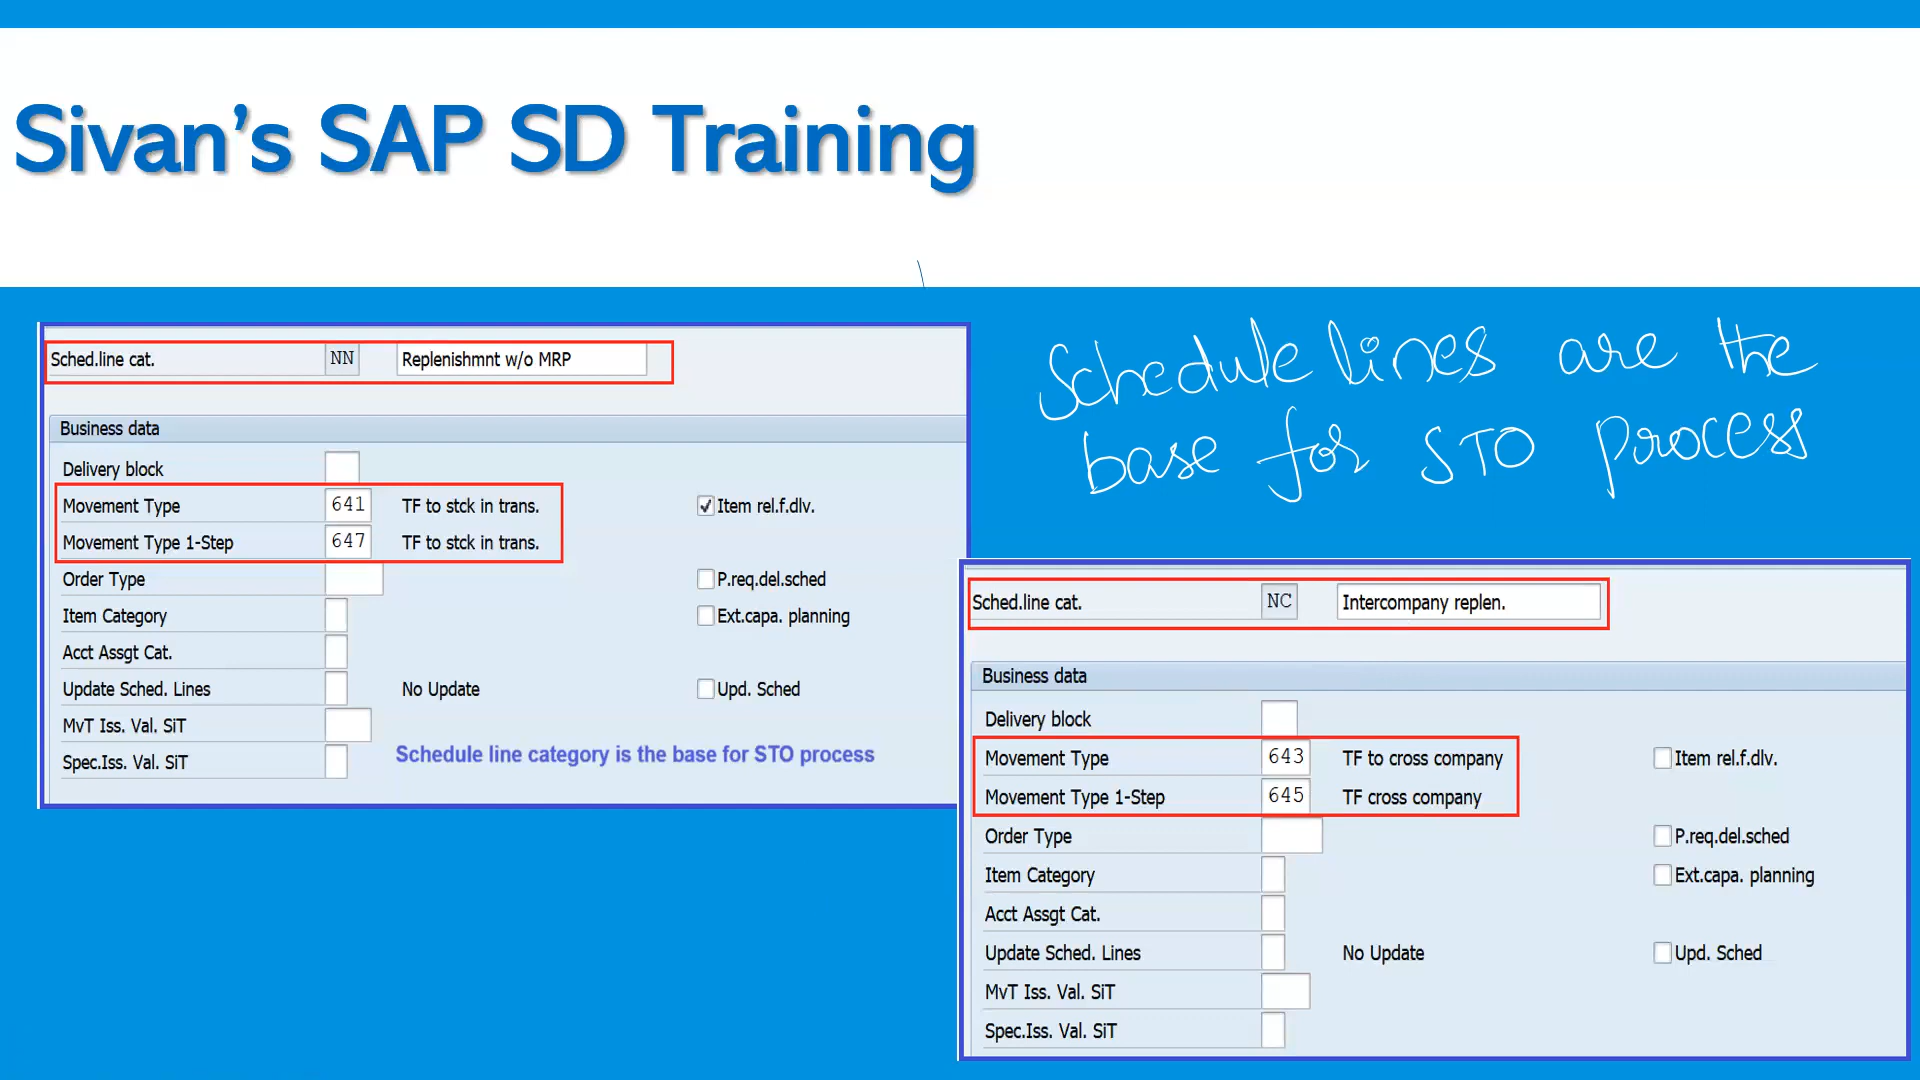 Sivan's SAP SD Training
Schedule lines are the
base for STO process
Sched.line cat. NN Replenishmnt w/o MRP
Business data
Delivery block
Movement Type 641 TF to stck in trans. Item rel.f.dlv.
Movement Type 1-Step 647 TF to stck in trans.
Order Type P.req.del.sched
Item Category Ext.capa. planning
Acct Assgt Cat.
Update Sched. Lines No Update Upd. Sched
MvT Iss. Val. SiT
Spec.Iss. Val. SiT
Schedule line category is the base for STO process
Sched.line cat. NC Intercompany replen.
Business data
Delivery block
Movement Type 643 TF to cross company Item rel.f.dlv.
Movement Type 1-Step 645 TF cross company
Order Type P.req.del.sched
Item Category Ext.capa. planning
Acct Assgt Cat.
Update Sched. Lines No Update Upd. Sched
MvT Iss. Val. SiT
Spec.Iss. Val. SiT